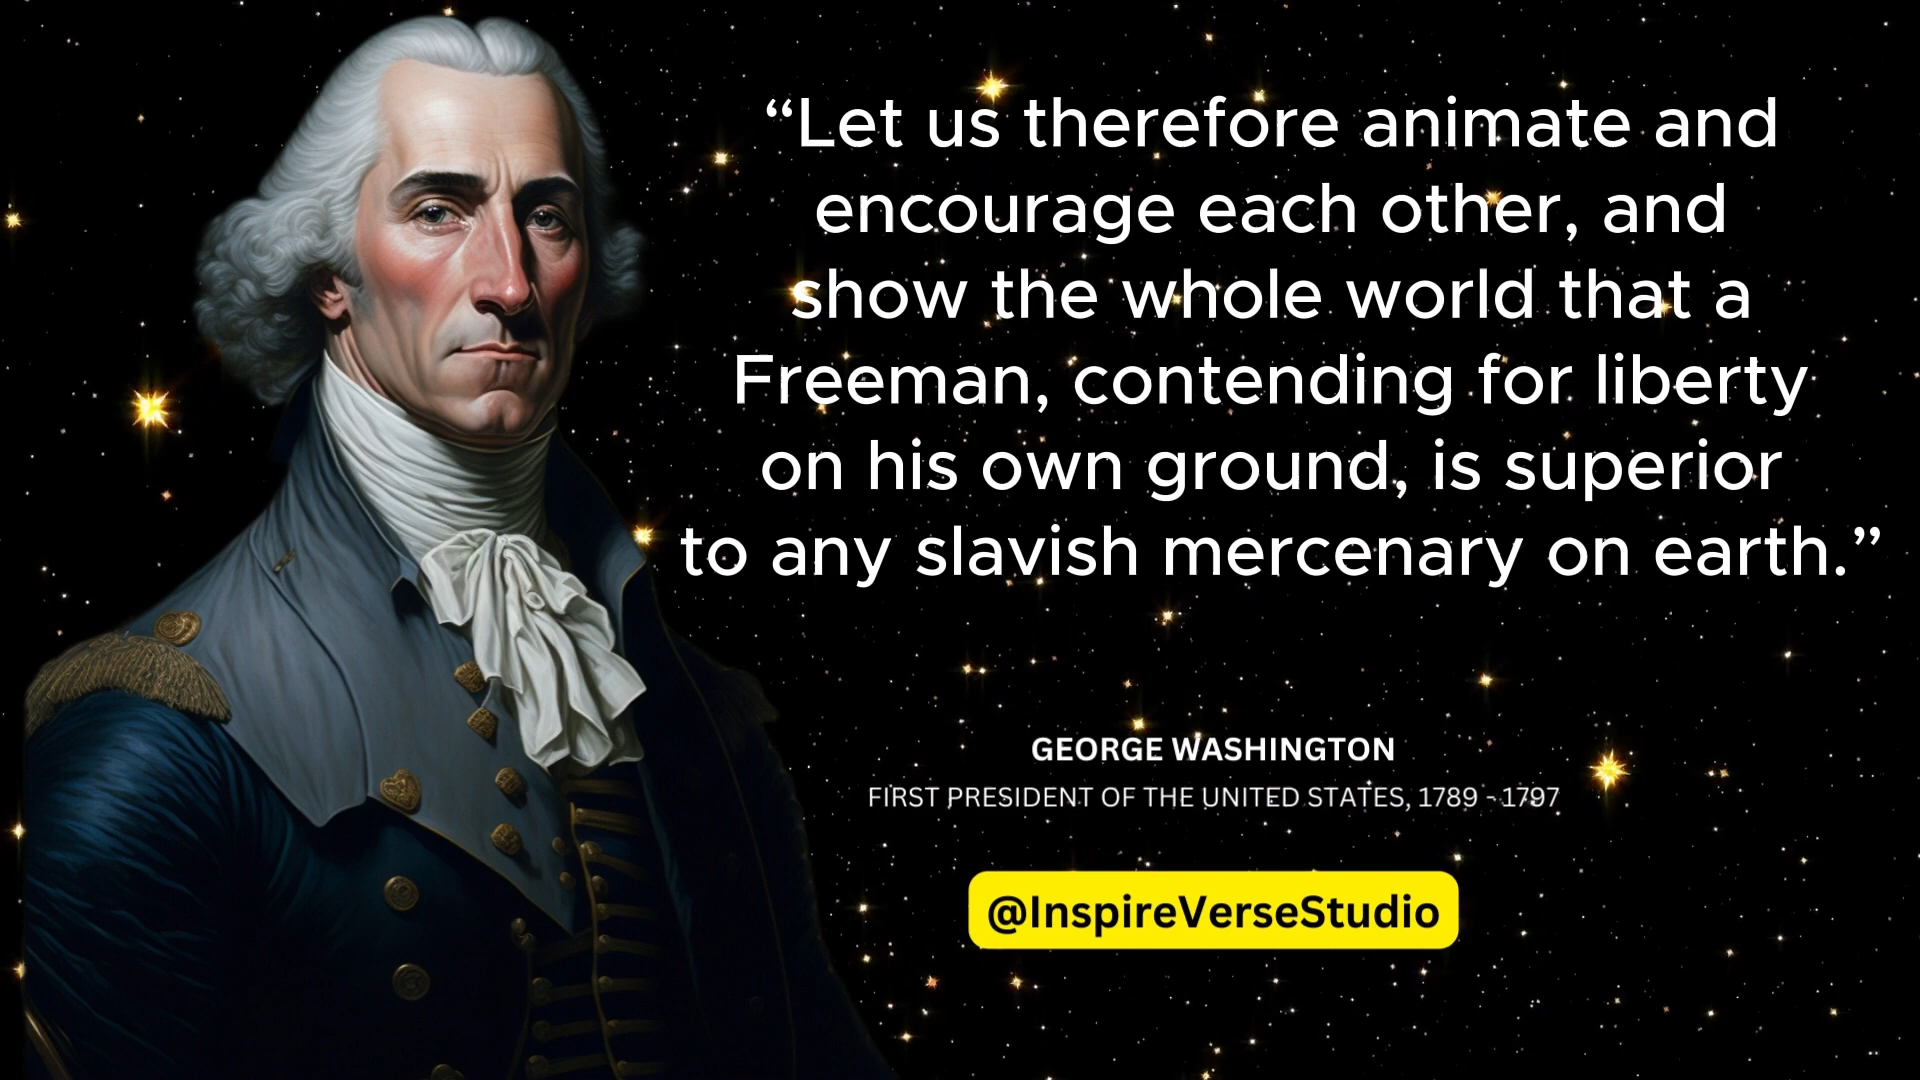 “Let us therefore animate and
encourage each other, and
show the whole world that a
Freeman, contending for liberty
on his own ground, is superior
to any slavish mercenary on earth.”
GEORGE WASHINGTON
FIRST PRESIDENT OF THE UNITED STATES, 1789 - 1797
@InspireVerseStudio